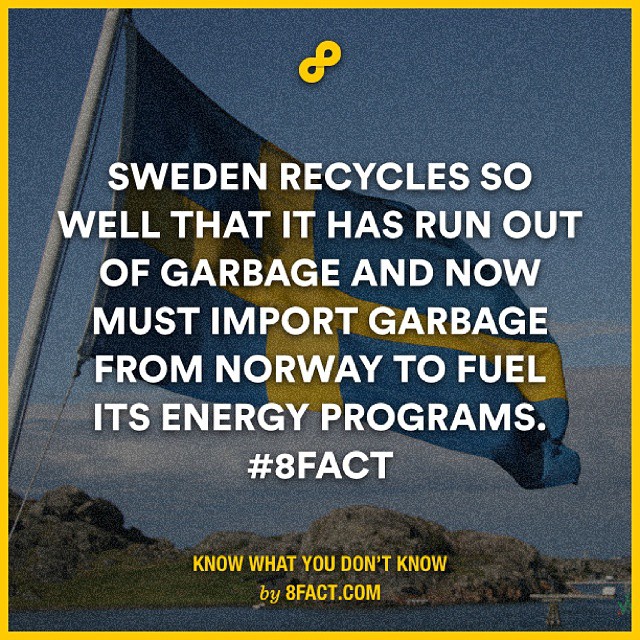 SWEDEN RECYCLES SO
WELL THAT IT HAS RUN OUT
OF GARBAGE AND NOW
MUST IMPORT GARBAGE
FROM NORWAY TO FUEL
ITS ENERGY PROGRAMS.
#8FACT
KNOW WHAT YOU DON'T KNOW
by 8FACT.COM